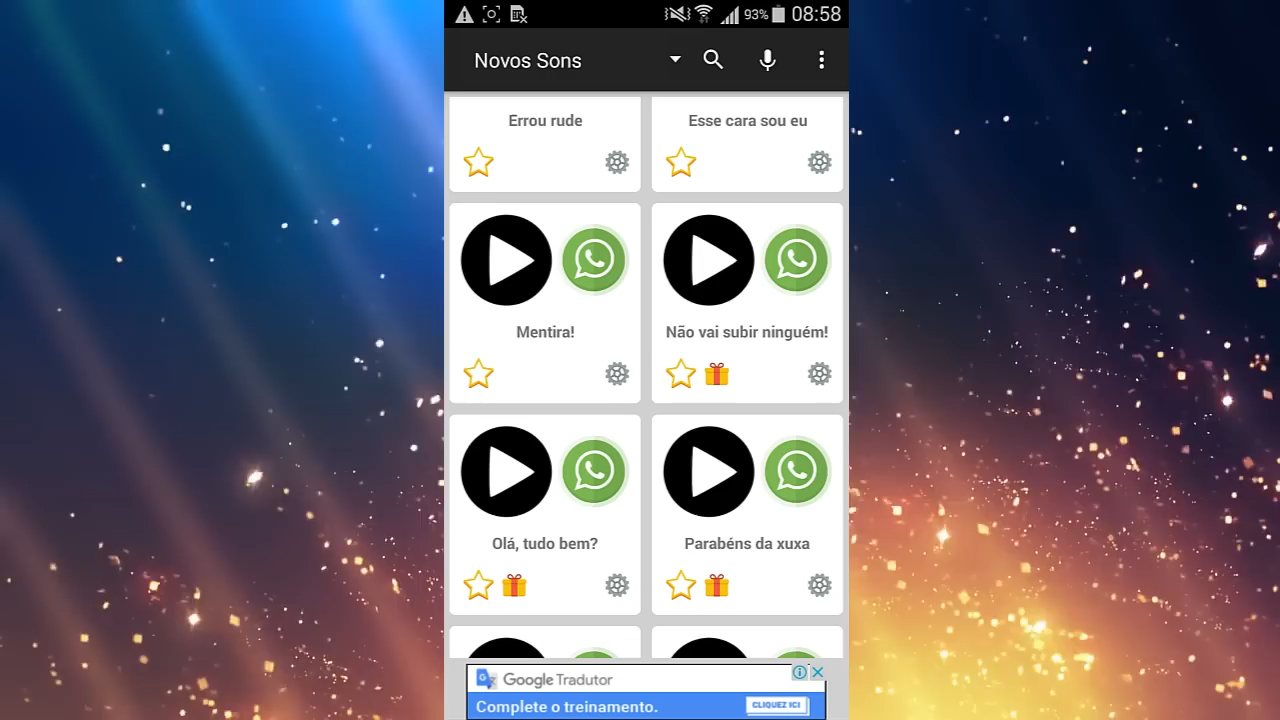 93% 08:58
Novos Sons
Errou rude
Esse cara sou eu
Mentira!
Não vai subir ninguém!
Olá, tudo bem?
Parabéns da xuxa
Google Tradutor
Complete o treinamento.
CLIQUEZ ICI